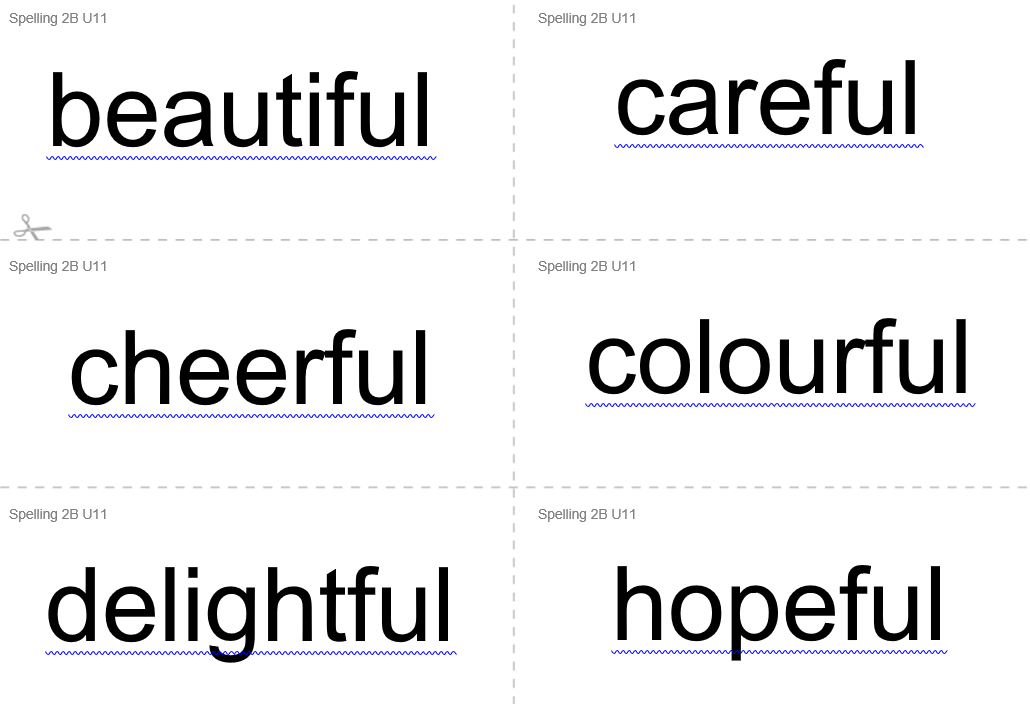 Spelling 2B U11
Spelling 2B U11
beautiful
careful
Spelling 2B U11
Spelling 2B U11
cheerful
colourful
Spelling 2B U11
Spelling 2B U11
delightful
hopeful